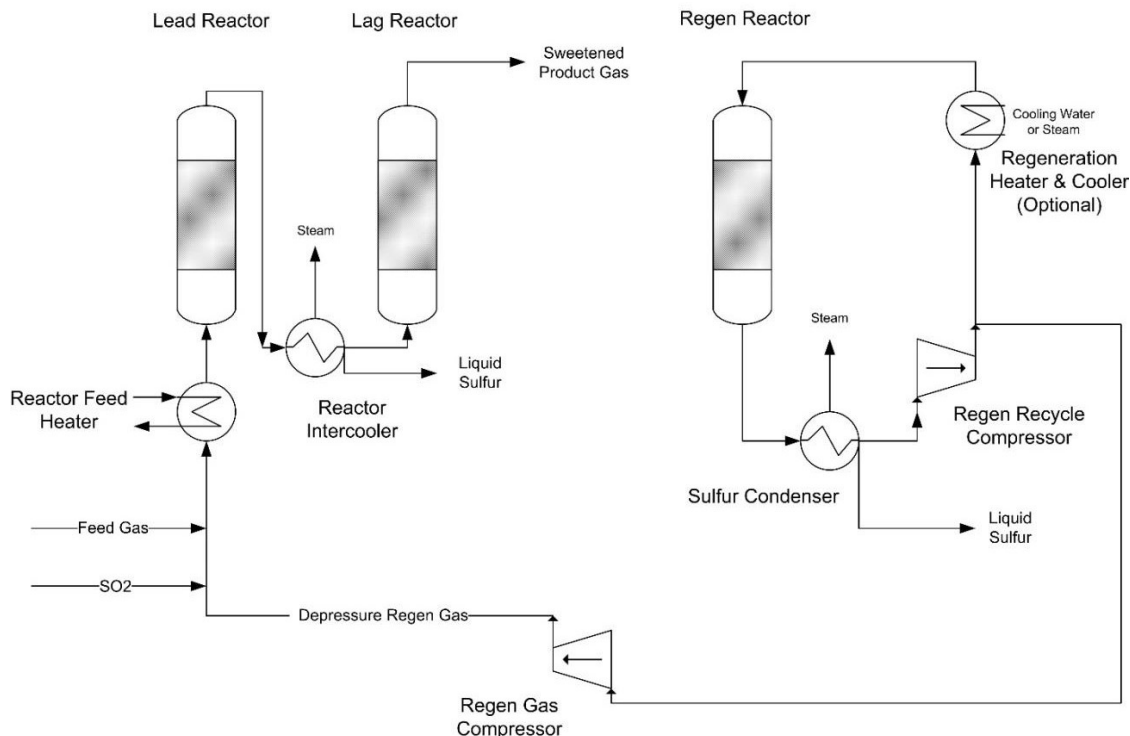 Lead Reactor
Lag Reactor
Regen Reactor
Sweetened
Product Gas
Cooling Water
or Steam
Regeneration
Heater & Cooler
(Optional)
Steam
Liquid
Sulfur
Reactor Feed
Heater
Reactor
Intercooler
Steam
Regen Recycle
Compressor
Sulfur Condenser
Liquid
Sulfur
Feed Gas
SO2
Depressure Regen Gas
Regen Gas
Compressor